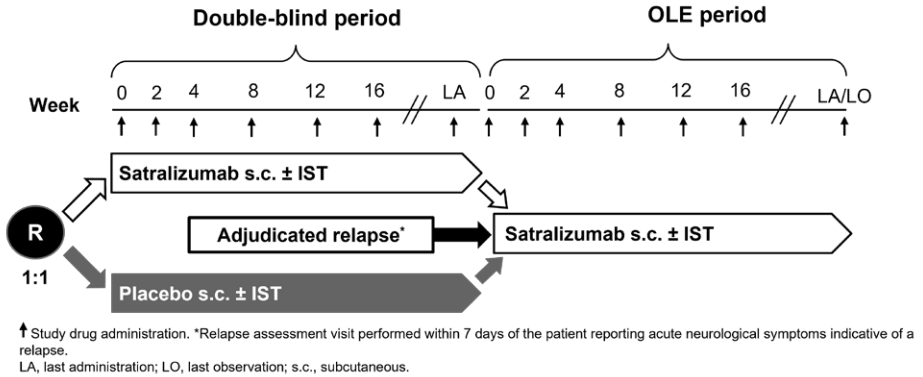 Double-blind period
OLE period
Week
0 2 4 8 12 16 // LA 0 2 4 8 12 16 // LA/LO
Satralizumab s.c. ± IST
R
Adjudicated relapse*
Satralizumab s.c. ± IST
1:1
Placebo s.c. ± IST
↑ Study drug administration. *Relapse assessment visit performed within 7 days of the patient reporting acute neurological symptoms indicative of a
relapse.
LA, last administration; LO, last observation; s.c., subcutaneous.